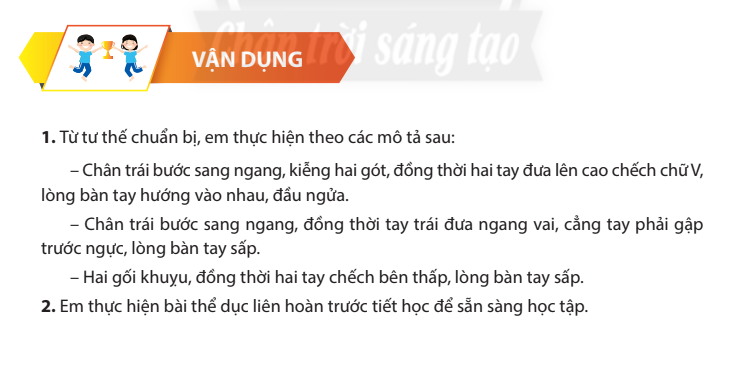 Chân trời sáng tạo
VẬN DỤNG
1. Từ tư thế chuẩn bị, em thực hiện theo các mô tả sau:
– Chân trái bước sang ngang, kiễng hai gót, đồng thời hai tay đưa lên cao chếch chữ V,
lòng bàn tay hướng vào nhau, đầu ngửa.
– Chân trái bước sang ngang, đồng thời tay trái đưa ngang vai, cẳng tay phải gập
trước ngực, lòng bàn tay sấp.
– Hai gối khuỵu, đồng thời hai tay chếch bên thấp, lòng bàn tay sấp.
2. Em thực hiện bài thể dục liên hoàn trước tiết học để sẵn sàng học tập.